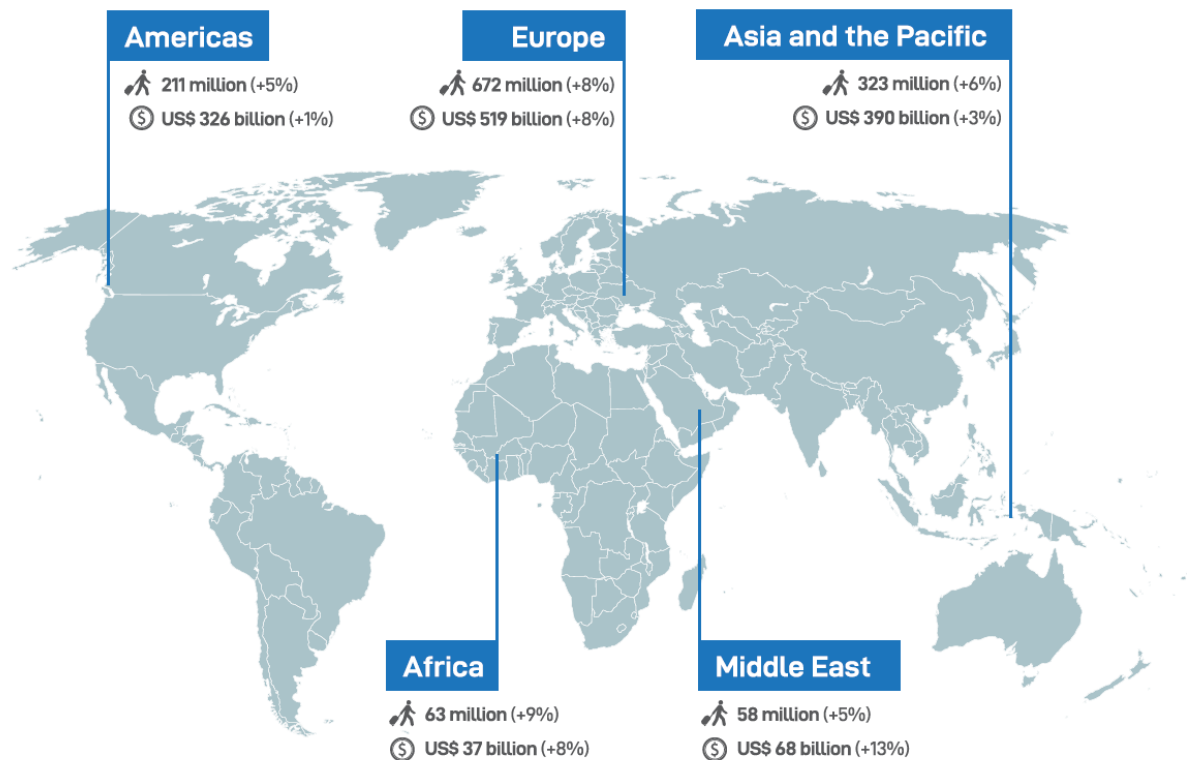 Americas
211 million (+5%)
US$ 326 billion (+1%)
Europe
672 million (+8%)
US$ 519 billion (+8%)
Asia and the Pacific
323 million (+6%)
US$ 390 billion (+3%)
Africa
63 million (+9%)
US$ 37 billion (+8%)
Middle East
58 million (+5%)
US$ 68 billion (+13%)